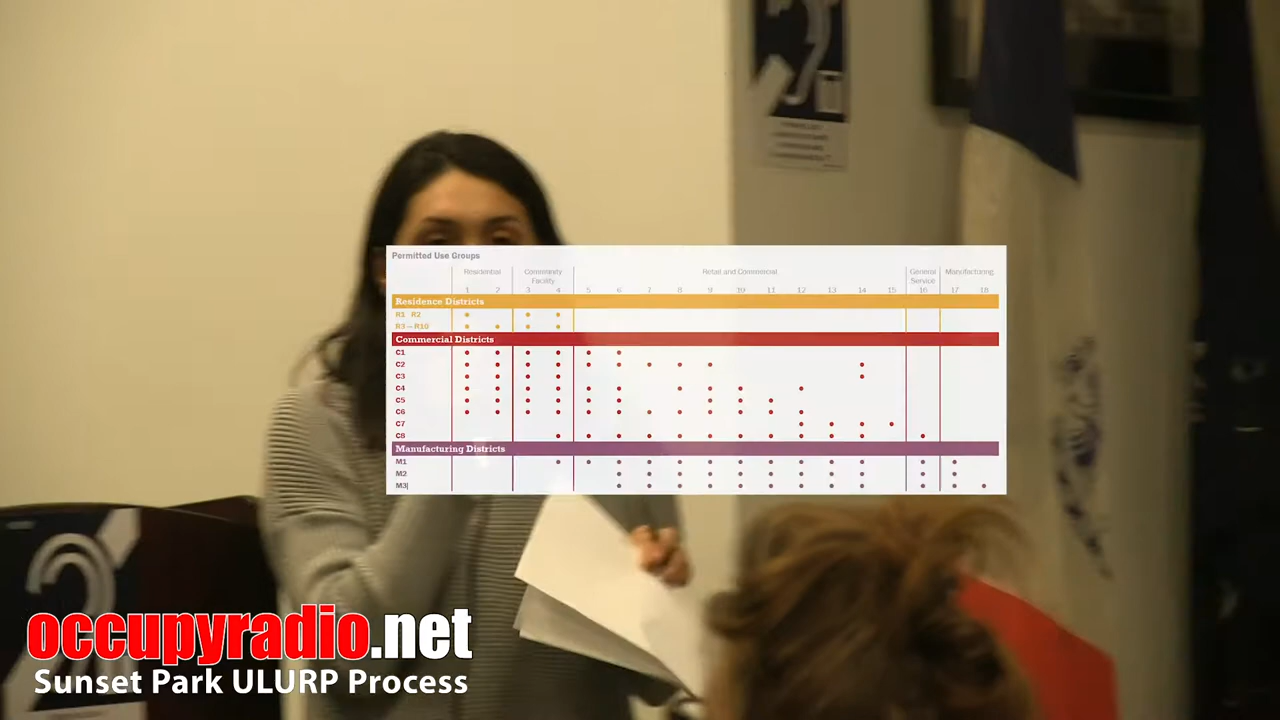 Permitted Use Groups
Residential Community Facility Retail and Commercial General Service Manufacturing
1 2 3 4 5 6 7 8 9 10 11 12 13 14 15 16 17 18
Residence Districts
R1 R2
R3 – R10
Commercial Districts
C1
C2
C3
C4
C5
C6
C7
C8
Manufacturing Districts
M1
M2
M3
occupyradio.net
Sunset Park ULURP Process